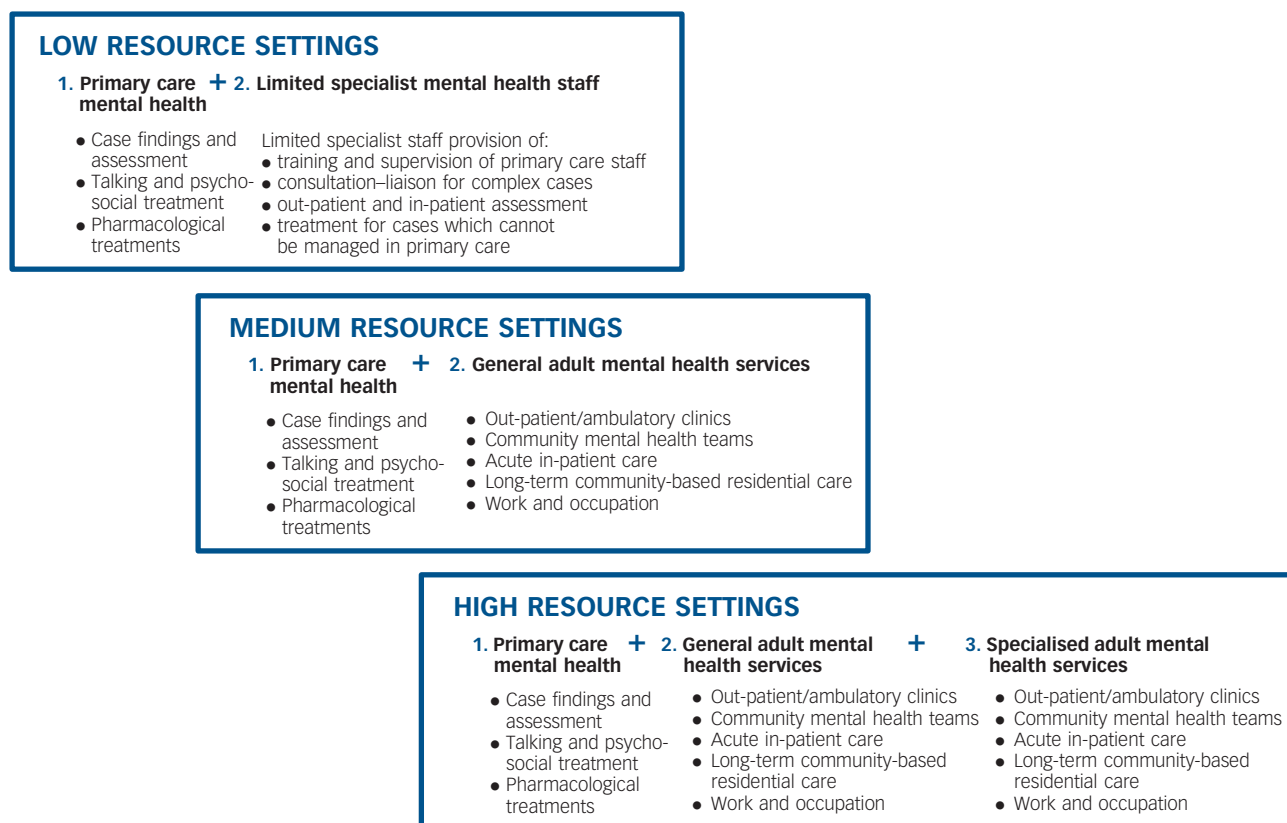 LOW RESOURCE SETTINGS
1. Primary care mental health + 2. Limited specialist mental health staff
● Case findings and assessment
● Talking and psycho-social treatment
● Pharmacological treatments
Limited specialist staff provision of:
● training and supervision of primary care staff
● consultation–liaison for complex cases
● out-patient and in-patient assessment
● treatment for cases which cannot
be managed in primary care
MEDIUM RESOURCE SETTINGS
1. Primary care mental health + 2. General adult mental health services
● Case findings and
assessment
● Talking and psycho-
social treatment
● Pharmacological
treatments
● Out-patient/ambulatory clinics
● Community mental health teams
● Acute in-patient care
● Long-term community-based residential care
● Work and occupation
HIGH RESOURCE SETTINGS
1. Primary care
mental health
+
2. General adult mental
health services
+
3. Specialised adult mental
health services
● Case findings and
assessment
● Talking and psycho-
social treatment
● Pharmacological
treatments
● Out-patient/ambulatory clinics
● Community mental health teams
● Acute in-patient care
● Long-term community-based
residential care
● Work and occupation
● Out-patient/ambulatory clinics
● Community mental health teams
● Acute in-patient care
● Long-term community-based
residential care
● Work and occupation